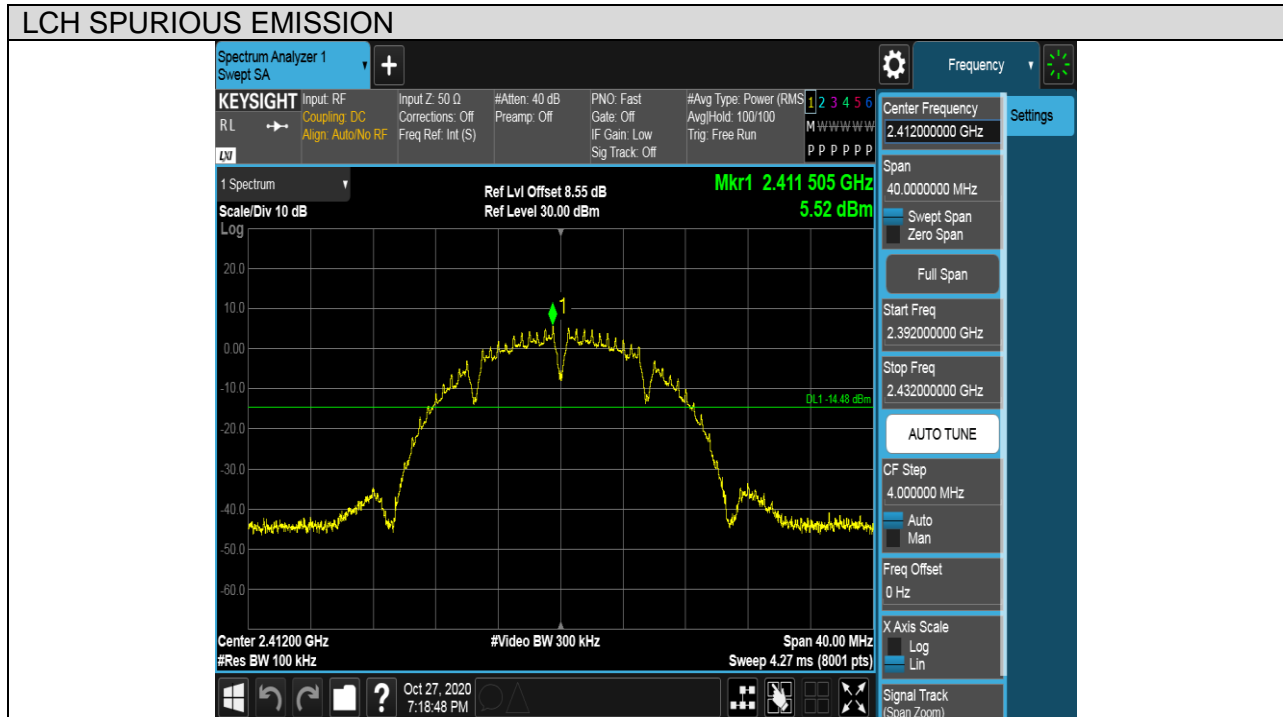 LCH SPURIOUS EMISSION
Spectrum Analyzer 1
Swept SA
Frequency
KEYSIGHT
R L
LXI
Input: RF
Coupling: DC
Align: Auto/No RF
Input Z: 50 Ω
Corrections: Off
Freq Ref: Int (S)
#Atten: 40 dB
Preamp: Off
PNO: Fast
Gate: Off
IF Gain: Low
Sig Track: Off
#Avg Type: Power (RMS
Avg|Hold: 100/100
Trig: Free Run
1 2 3 4 5 6
M W W W W W
P P P P P P
1 Spectrum
Scale/Div 10 dB
Ref Lvl Offset 8.55 dB
Ref Level 30.00 dBm
Mkr1 2.411 505 GHz
5.52 dBm
Log
20.0
10.0
0.00
-10.0
-20.0
-30.0
-40.0
-50.0
-60.0
1
DL1 -14.48 dBm
Center 2.41200 GHz
#Res BW 100 kHz
#Video BW 300 kHz
Span 40.00 MHz
Sweep 4.27 ms (8001 pts)
Oct 27, 2020
7:18:48 PM
Center Frequency
2.412000000 GHz
Settings
Span
40.0000000 MHz
Swept Span
Zero Span
Full Span
Start Freq
2.392000000 GHz
Stop Freq
2.432000000 GHz
AUTO TUNE
CF Step
4.000000 MHz
Auto
Man
Freq Offset
0 Hz
X Axis Scale
Log
Lin
Signal Track
(Span Zoom)